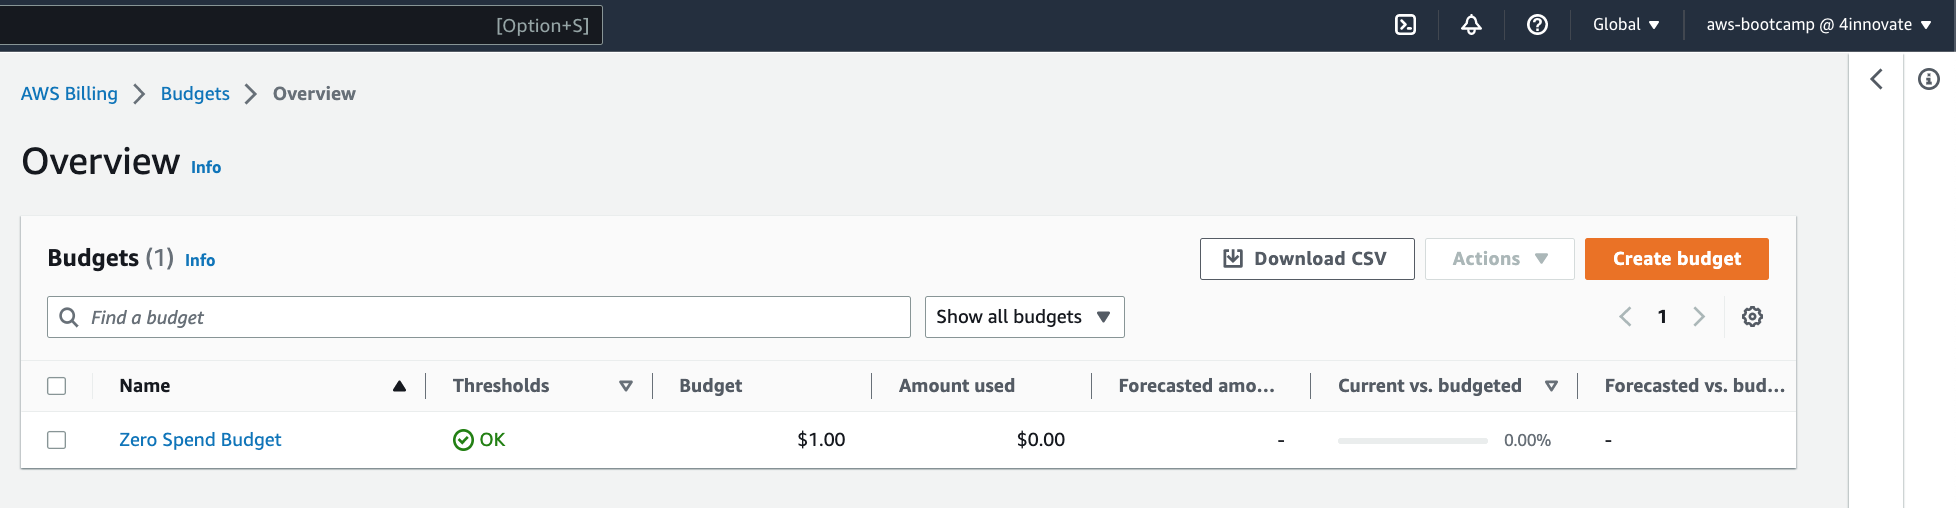 [Option+S] Global aws-bootcamp @ 4innovate
AWS Billing Budgets Overview
Overview Info
Budgets (1) Info Download CSV Actions Create budget
Find a budget Show all budgets 1
Name Thresholds Budget Amount used Forecasted amo... Current vs. budgeted Forecasted vs. bud...
Zero Spend Budget OK $1.00 $0.00 - 0.00% -